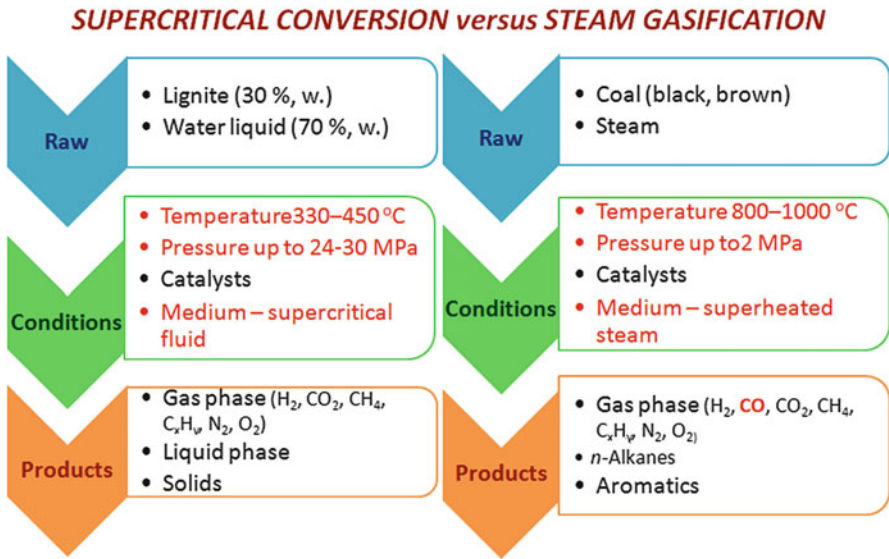 SUPERCRITICAL CONVERSION versus STEAM GASIFICATION
Raw
• Lignite (30 %, w.)
• Water liquid (70 %, w.)
Conditions
• Temperature330–450 °C
• Pressure up to 24-30 MPa
• Catalysts
• Medium – supercritical
fluid
Products
• Gas phase (H₂, CO₂, CH₄,
CₓHᵧ, N₂, O₂)
• Liquid phase
• Solids
Raw
• Coal (black, brown)
• Steam
Conditions
• Temperature 800–1000 °C
• Pressure up to2 MPa
• Catalysts
• Medium – superheated
steam
Products
• Gas phase (H₂, CO, CO₂, CH₄,
CₓHᵧ, N₂, O₂₎
• n-Alkanes
• Aromatics